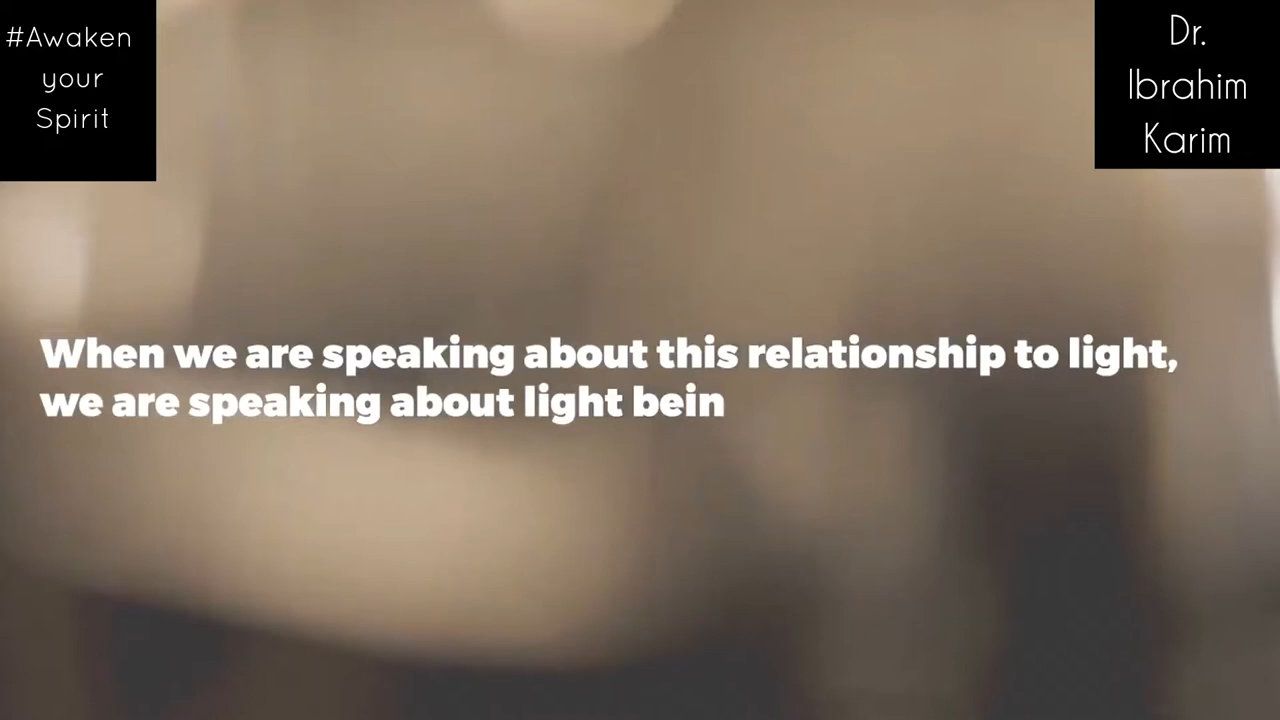 #Awaken
your
Spirit
Dr.
Ibrahim
Karim
When we are speaking about this relationship to light,
we are speaking about light bein